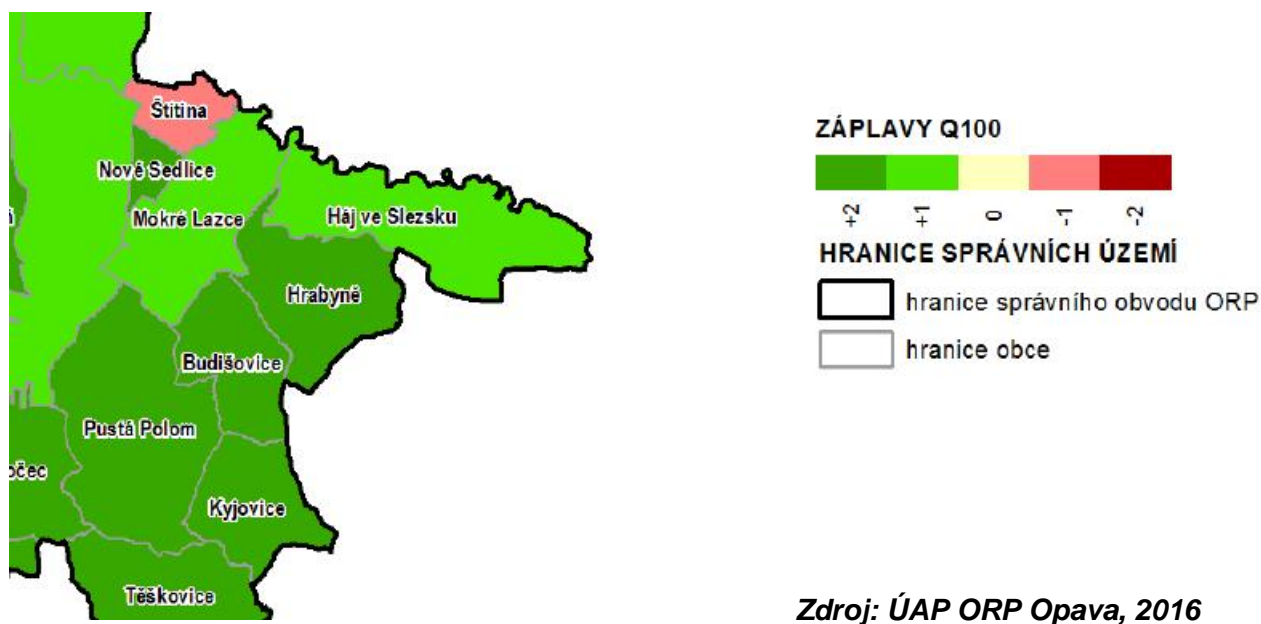 Štítina
Nové Sedlice
Mokré Lazce
Háj ve Slezsku
Hrabyně
Budišovice
Pustá Polom
očec
Kyjovice
Těškovice
ZÁPLAVY Q100
+2
+1
0
-1
-2
HRANICE SPRÁVNÍCH ÚZEMÍ
hranice správního obvodu ORP
hranice obce
Zdroj: ÚAP ORP Opava, 2016